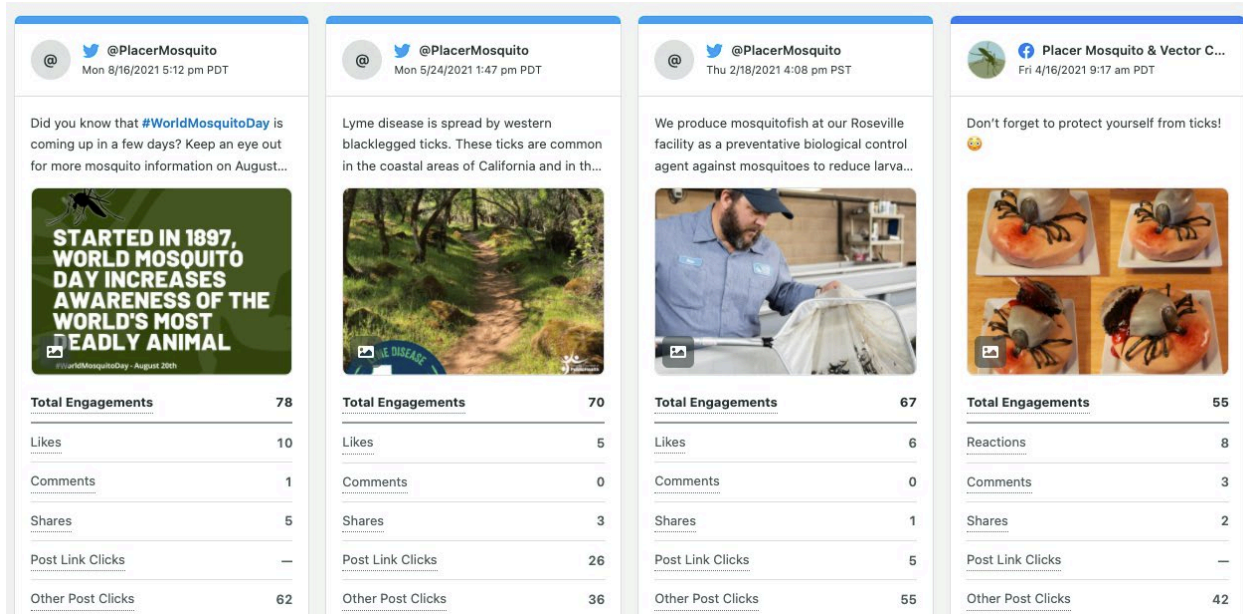 @PlacerMosquito
Mon 8/16/2021 5:12 pm PDT
Did you know that #WorldMosquitoDay is
coming up in a few days? Keep an eye out
for more mosquito information on August...
STARTED IN 1897,
WORLD MOSQUITO
DAY INCREASES
AWARENESS OF THE
WORLD'S MOST
DEADLY ANIMAL
#WorldMosquitoDay - August 20th
Total Engagements 78
Likes 10
Comments 1
Shares 5
Post Link Clicks —
Other Post Clicks 62
@PlacerMosquito
Mon 5/24/2021 1:47 pm PDT
Lyme disease is spread by western
blacklegged ticks. These ticks are common
in the coastal areas of California and in th...
DISEASE
Total Engagements 70
Likes 5
Comments 0
Shares 3
Post Link Clicks 26
Other Post Clicks 36
@PlacerMosquito
Thu 2/18/2021 4:08 pm PST
We produce mosquitofish at our Roseville
facility as a preventative biological control
agent against mosquitoes to reduce larva...
Total Engagements 67
Likes 6
Comments 0
Shares 1
Post Link Clicks 5
Other Post Clicks 55
Placer Mosquito & Vector C...
Fri 4/16/2021 9:17 am PDT
Don't forget to protect yourself from ticks!
😳
Total Engagements 55
Reactions 8
Comments 3
Shares 2
Post Link Clicks —
Other Post Clicks 42